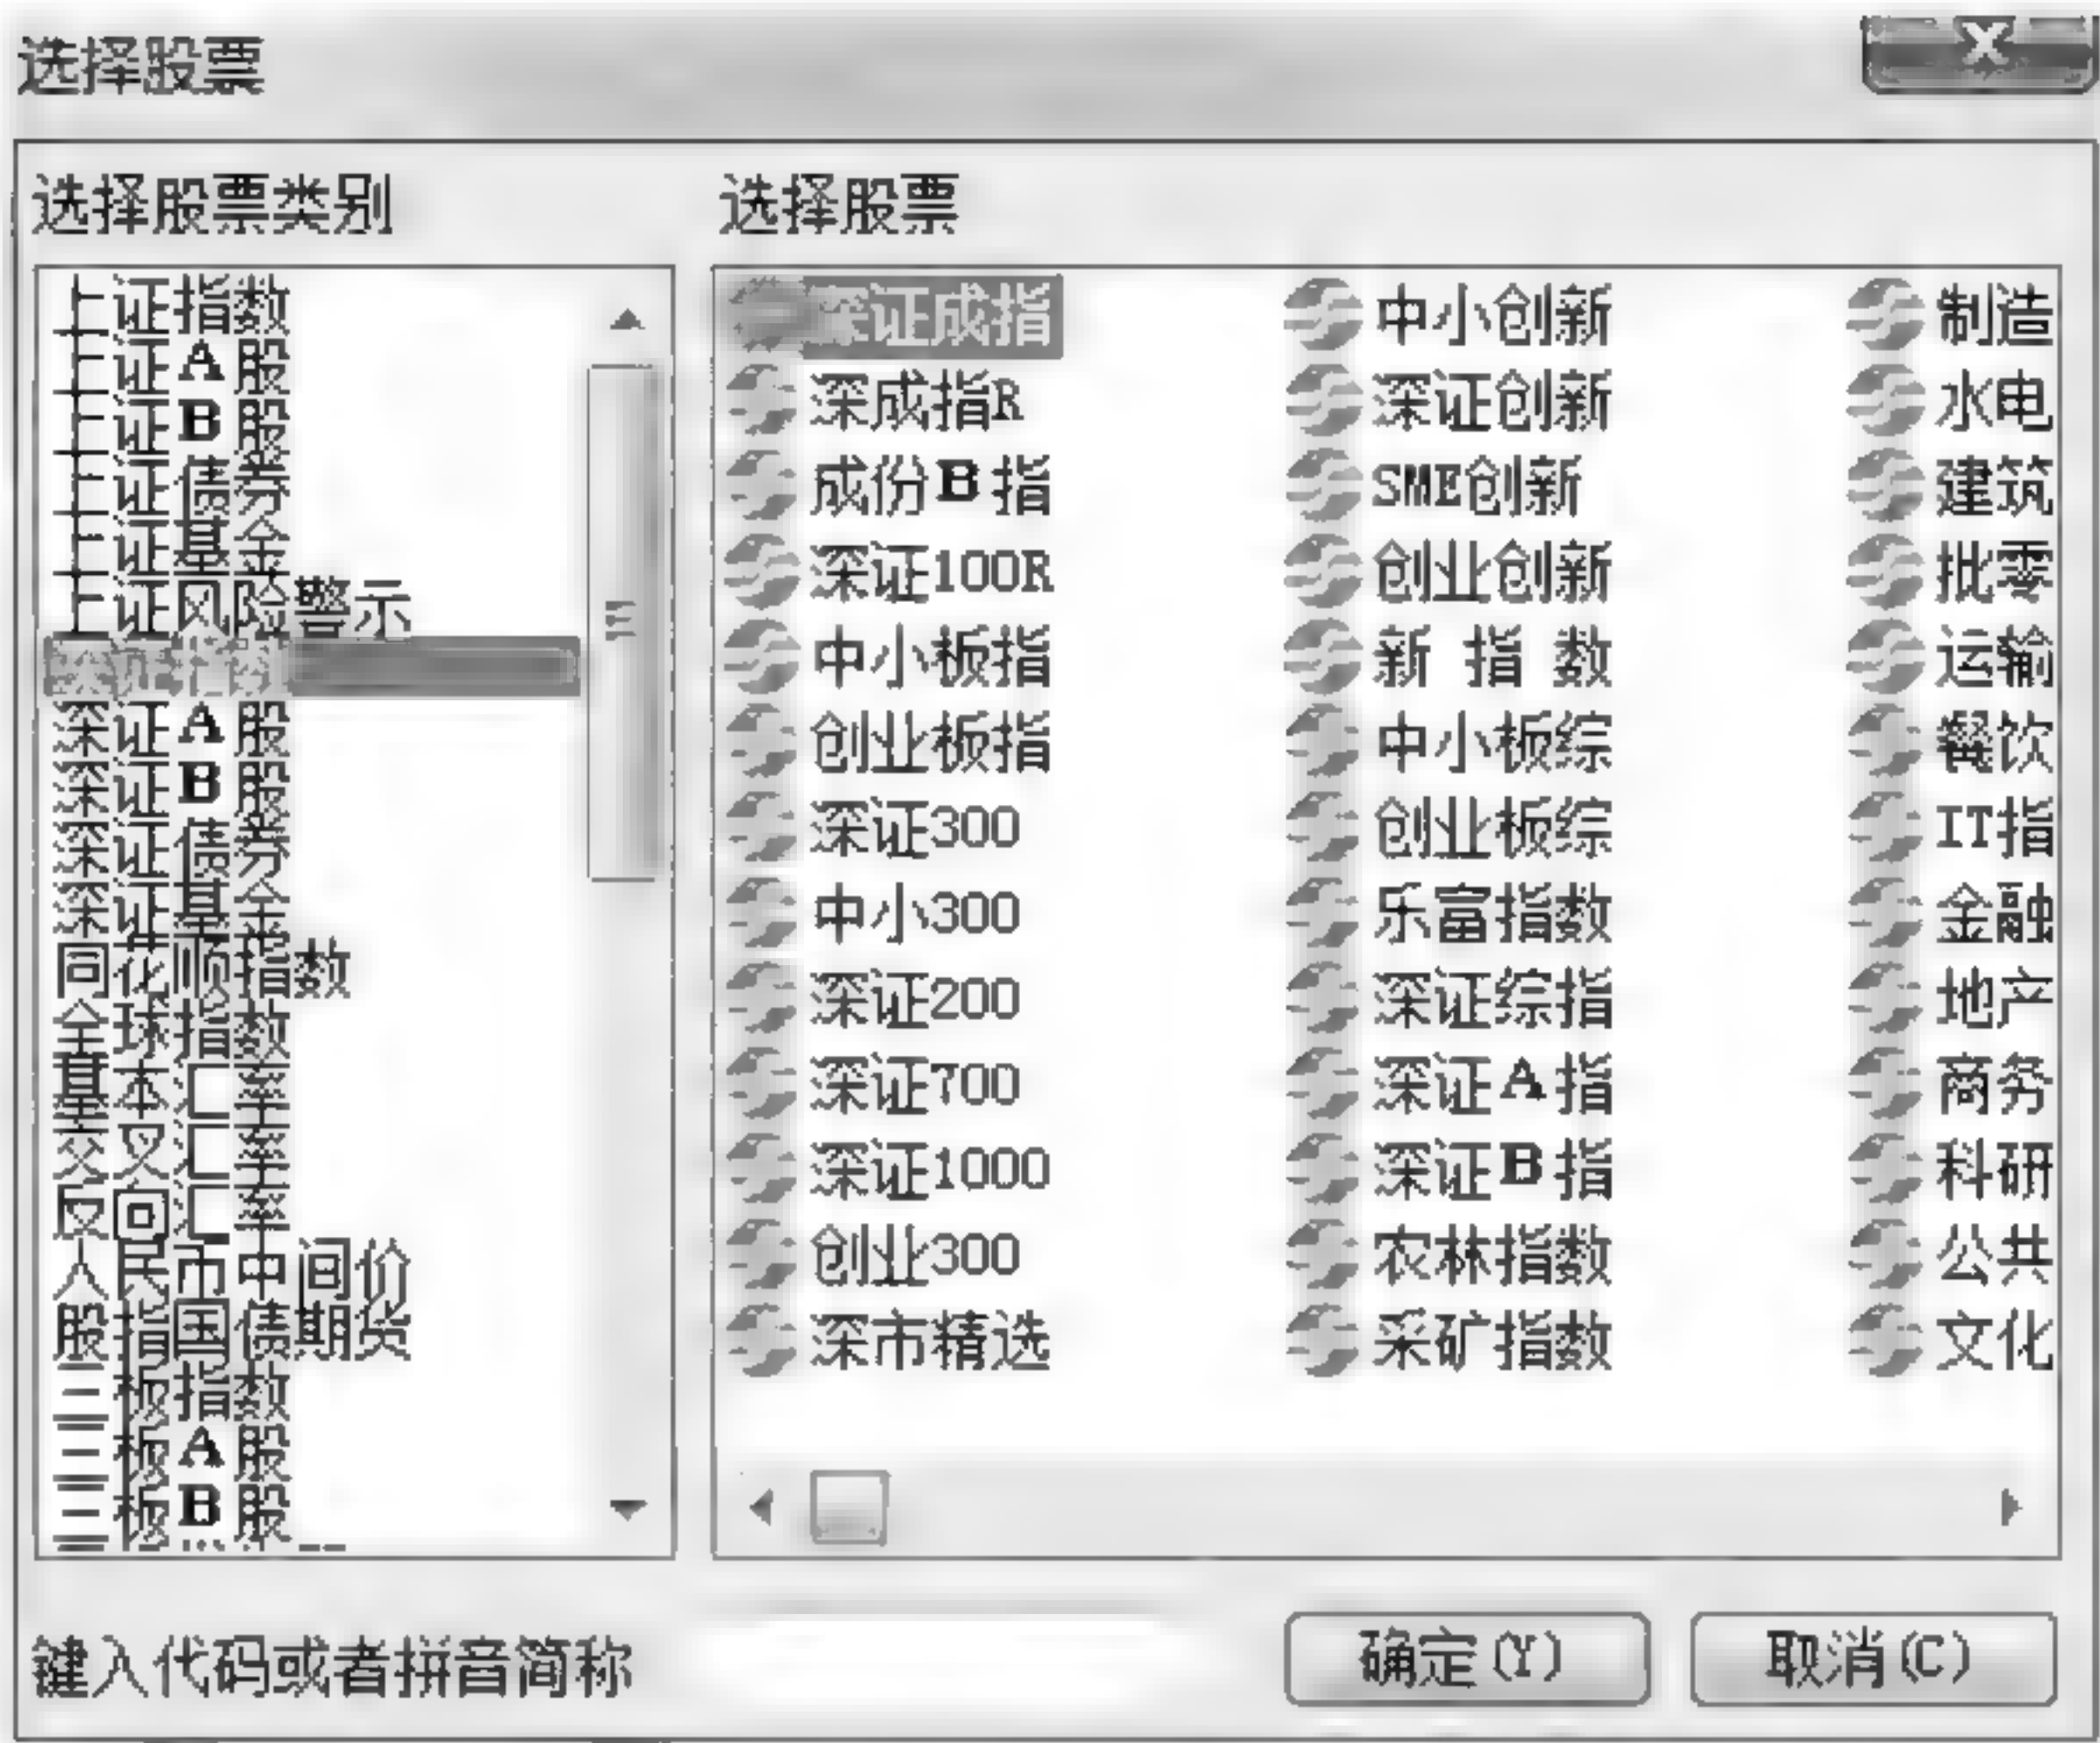 选择股票
选择股票类别
上证指数
上证A股
上证B股
上证债券
上证基金
上证风险警示
深证指数
深证A股
深证B股
深证债券
深证基金
同花顺指数
全球指数
基本汇率
交叉汇率
反向汇率
人民币中间价
股指国债期货
三板指数
三板A股
三板B股
选择股票
深证成指
深成指R
成份B指
深证100R
中小板指
创业板指
深证300
中小300
深证200
深证700
深证1000
创业300
深市精选
中小创新
深证创新
SME创新
创业创新
新 指 数
中小板综
创业板综
乐富指数
深证综指
深证A指
深证B指
农林指数
采矿指数
制造
水电
建筑
批零
运输
餐饮
IT指
金融
地产
商务
科研
公共
文化
键入代码或者拼音简称
确定(Y)
取消(C)